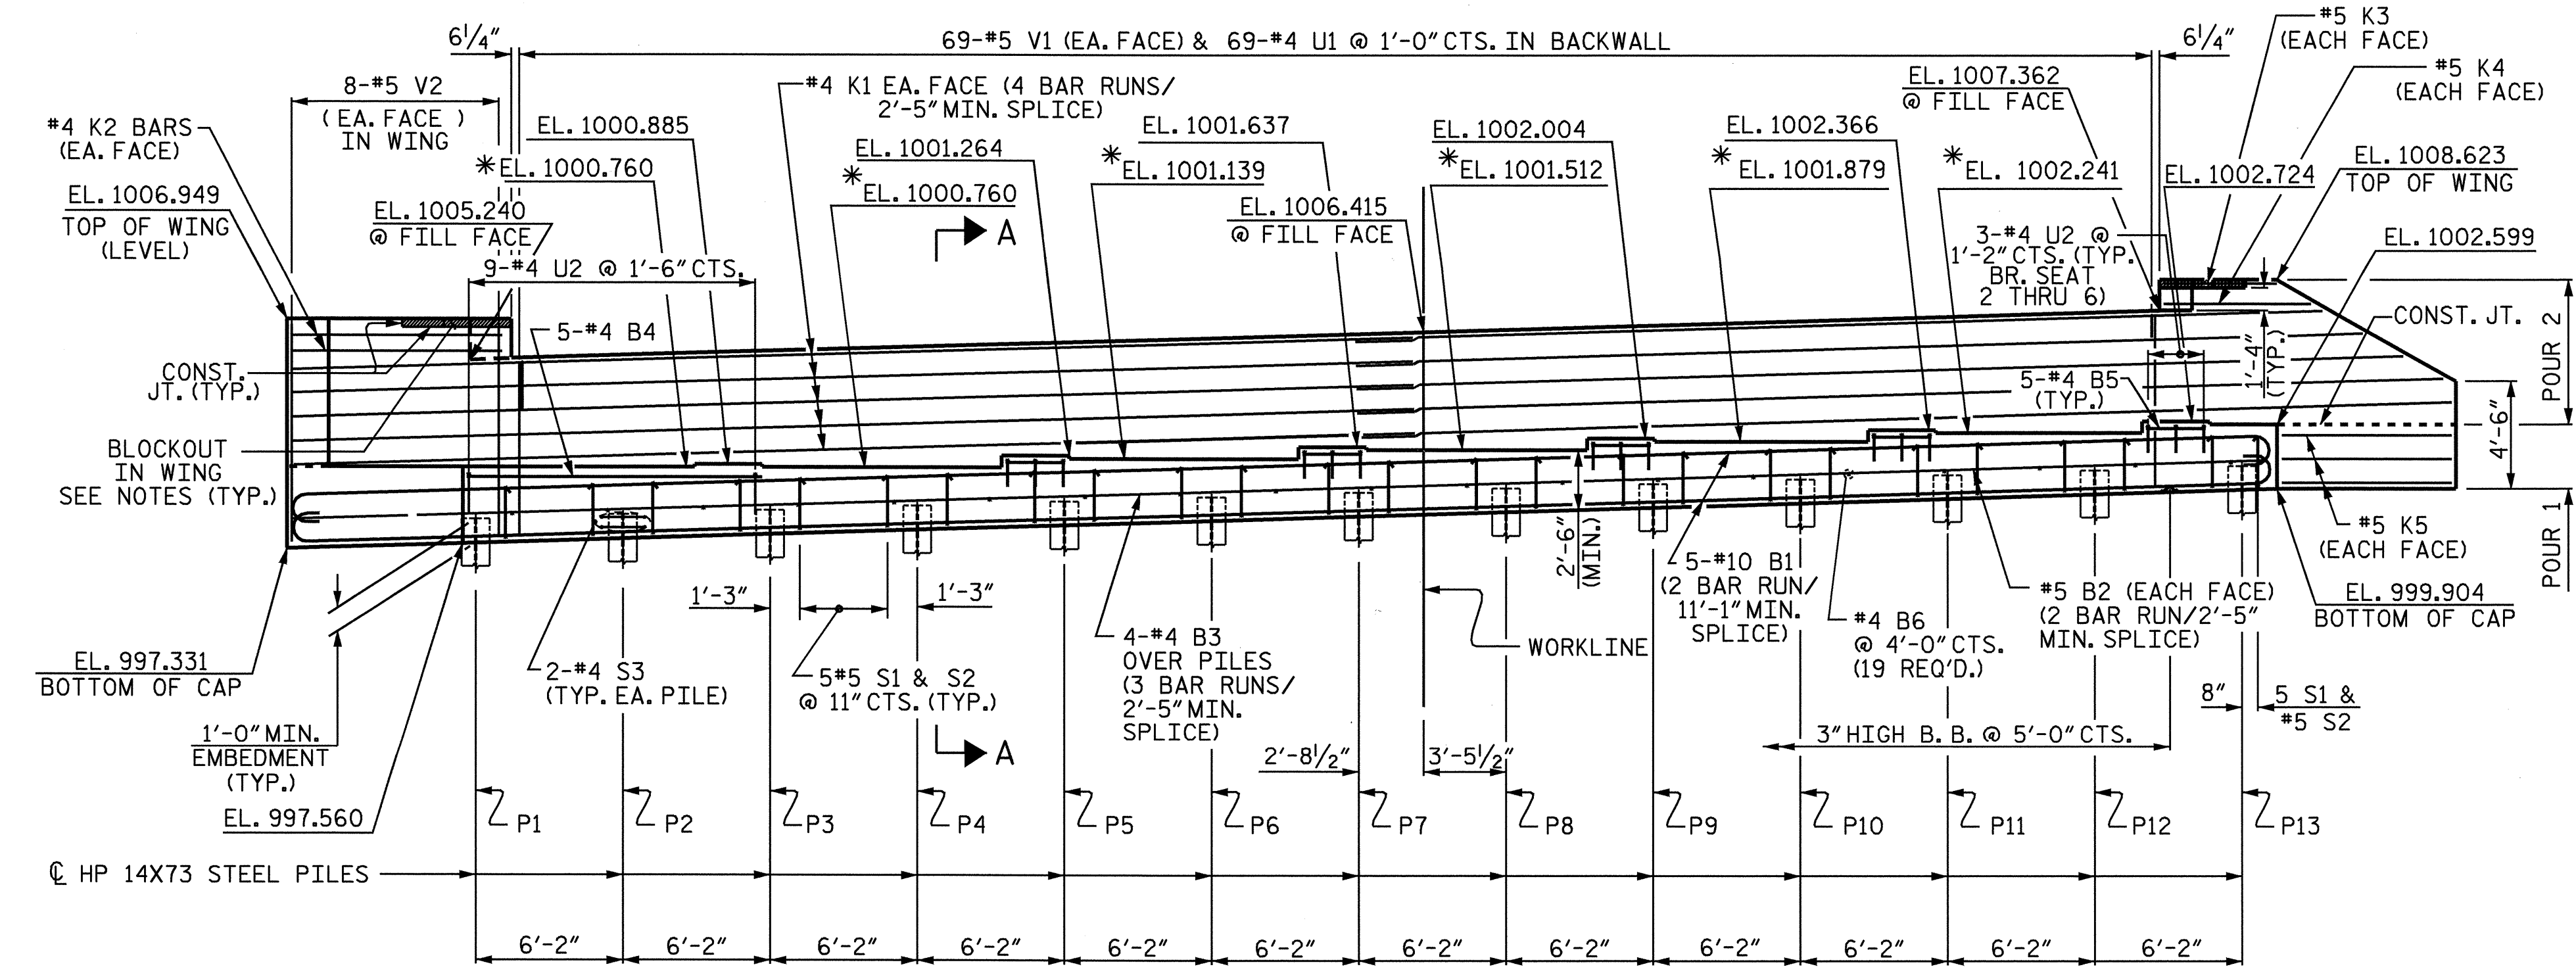 6¼″
69-#5 V1 (EA. FACE) & 69-#4 U1 @ 1′-0″ CTS. IN BACKWALL
6¼″
#5 K3
(EACH FACE)
#5 K4
(EACH FACE)
8-#5 V2
(EA. FACE)
IN WING
#4 K1 EA. FACE (4 BAR RUNS/
2′-5″ MIN. SPLICE)
EL. 1007.362
@ FILL FACE
#4 K2 BARS
(EA. FACE)
EL. 1000.885
*EL. 1000.760
EL. 1001.264
*EL. 1000.760
EL. 1001.637
*EL. 1001.139
EL. 1002.004
*EL. 1001.512
EL. 1002.366
*EL. 1001.879
*EL. 1002.241
EL. 1002.724
EL. 1008.623
TOP OF WING
EL. 1006.949
TOP OF WING
(LEVEL)
EL. 1005.240
@ FILL FACE
A
EL. 1006.415
@ FILL FACE
3-#4 U2 @
1′-2″ CTS. (TYP.
BR. SEAT
2 THRU 6)
EL. 1002.599
9-#4 U2 @ 1′-6″ CTS.
5-#4 B4
CONST. JT.
POUR 2
1′-4″
(TYP.)
CONST.
JT. (TYP.)
5-#4 B5
(TYP.)
4′-6″
BLOCKOUT
IN WING
SEE NOTES (TYP.)
POUR 1
2′-6″
(MIN.)
#5 K5
(EACH FACE)
1′-3″
1′-3″
5-#10 B1
(2 BAR RUN/
11′-1″ MIN.
SPLICE)
#4 B6
@ 4′-0″ CTS.
(19 REQ'D.)
#5 B2 (EACH FACE)
(2 BAR RUN/2′-5″
MIN. SPLICE)
EL. 999.904
BOTTOM OF CAP
EL. 997.331
BOTTOM OF CAP
2-#4 S3
(TYP. EA. PILE)
5#5 S1 & S2
@ 11″ CTS. (TYP.)
4-#4 B3
OVER PILES
(3 BAR RUNS/
2′-5″ MIN.
SPLICE)
WORKLINE
8″
5 S1 &
#5 S2
1′-0″ MIN.
EMBEDMENT
(TYP.)
A
2′-8½″
3′-5½″
3″ HIGH B. B. @ 5′-0″ CTS.
EL. 997.560
P1
P2
P3
P4
P5
P6
P7
P8
P9
P10
P11
P12
P13
℄ HP 14X73 STEEL PILES
6′-2″
6′-2″
6′-2″
6′-2″
6′-2″
6′-2″
6′-2″
6′-2″
6′-2″
6′-2″
6′-2″
6′-2″